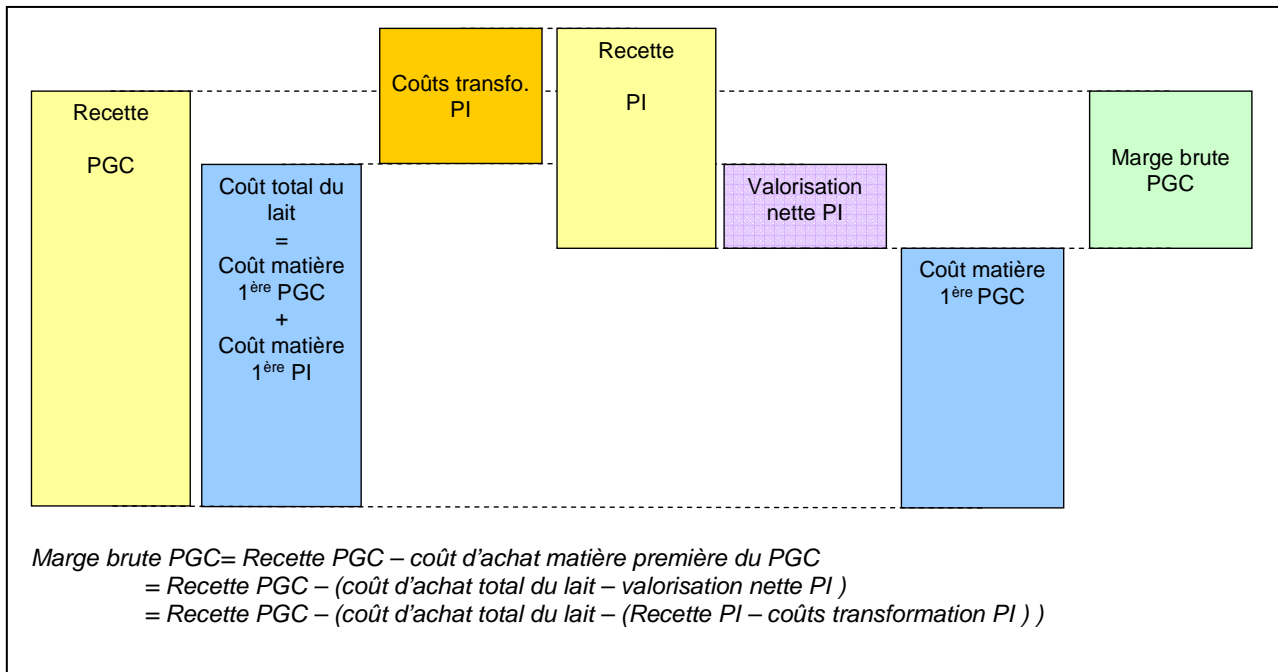 Recette
PGC
Coût total du
lait
=
Coût matière
1ère PGC
+
Coût matière
1ère PI
Coûts transfo.
PI
Recette
PI
Valorisation
nette PI
Coût matière
1ère PGC
Marge brute
PGC
Marge brute PGC= Recette PGC – coût d’achat matière première du PGC
= Recette PGC – (coût d’achat total du lait – valorisation nette PI )
= Recette PGC – (coût d’achat total du lait – (Recette PI – coûts transformation PI ) )